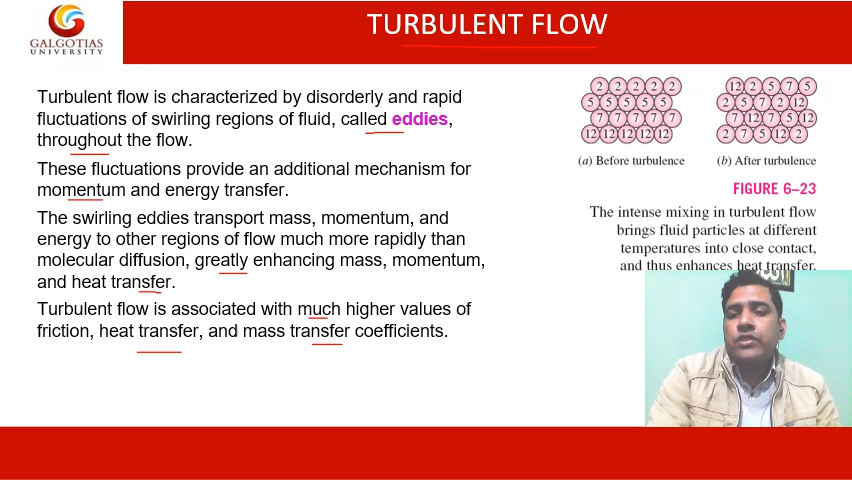 TURBULENT FLOW
GALGOTIAS
UNIVERSITY
Turbulent flow is characterized by disorderly and rapid
fluctuations of swirling regions of fluid, called eddies,
throughout the flow.
These fluctuations provide an additional mechanism for
momentum and energy transfer.
The swirling eddies transport mass, momentum, and
energy to other regions of flow much more rapidly than
molecular diffusion, greatly enhancing mass, momentum,
and heat transfer.
Turbulent flow is associated with much higher values of
friction, heat transfer, and mass transfer coefficients.
2 2 2 2 2
5 5 5 5 5
7 7 7 7 7
12 12 12 12 12
(a) Before turbulence
12 2 5 7 5
2 5 7 2 12
7 12 7 5 12
2 7 5 12 2
(b) After turbulence
FIGURE 6–23
The intense mixing in turbulent flow
brings fluid particles at different
temperatures into close contact,
and thus enhances heat transfer.